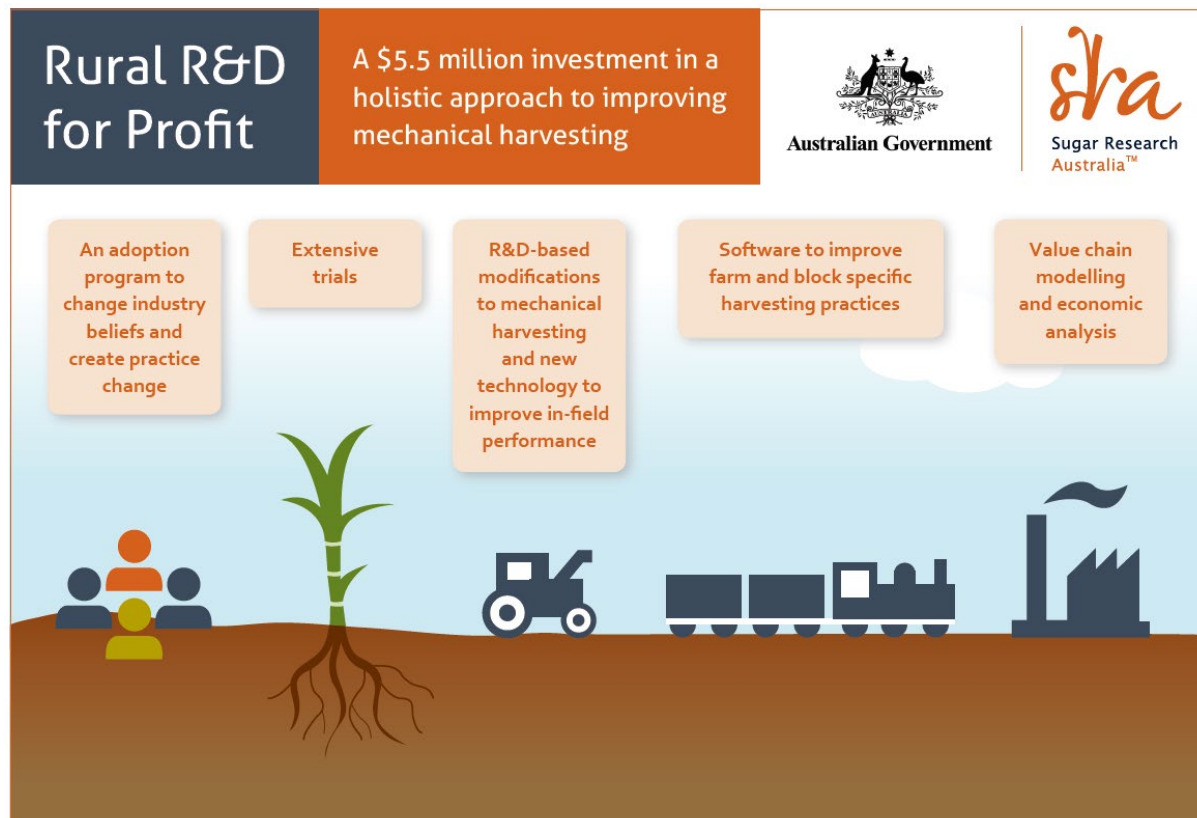 Rural R&D
for Profit
A $5.5 million investment in a
holistic approach to improving
mechanical harvesting
Australian Government
sra
Sugar Research
Australia™
An adoption
program to
change industry
beliefs and
create practice
change
Extensive
trials
R&D-based
modifications
to mechanical
harvesting
and new
technology to
improve in-field
performance
Software to improve
farm and block specific
harvesting practices
Value chain
modelling
and economic
analysis